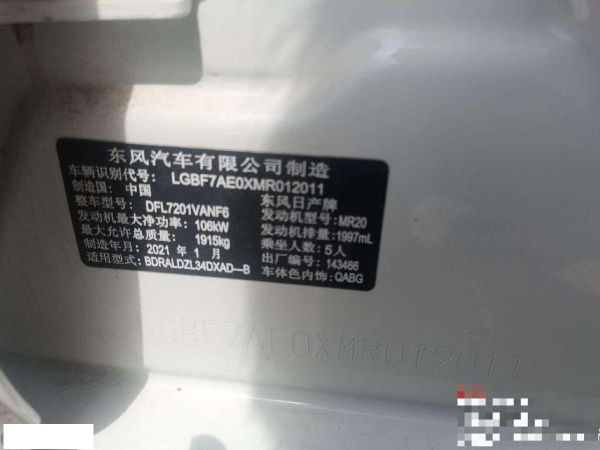 东风汽车有限公司制造
车辆识别代号: LGBF7AE0XMR012011
制造国: 中国 东风日产牌
整车型号: DFL7201VANF6 发动机型号: MR20
发动机最大净功率: 106kW 发动机排量: 1997mL
最大允许总质量: 1915kg 乘坐人数: 5人
制造年月: 2021 年 1 月 出厂编号: 143466
适用型式: BDRALDZL34DXAD—B 车体色内饰: QABG
LGBF7AE0XMR012011